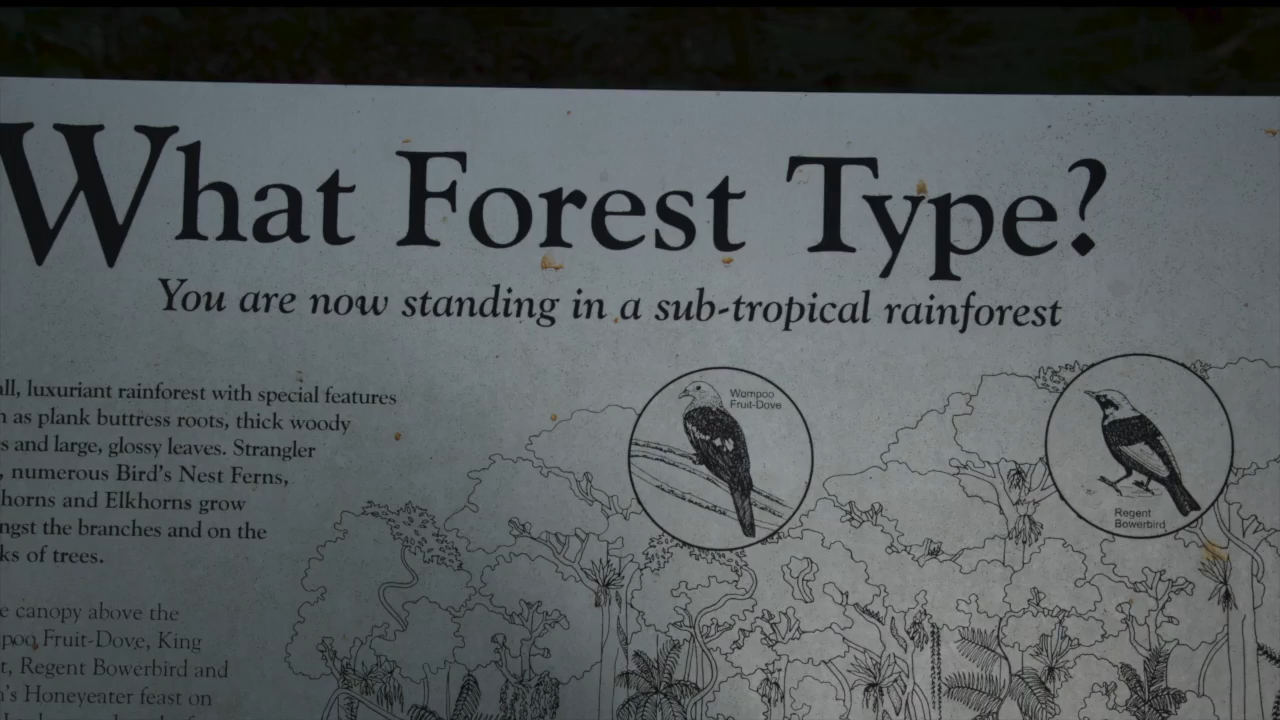 What Forest Type?
You are now standing in a sub-tropical rainforest
all, luxuriant rainforest with special features
as plank buttress roots, thick woody
and large, glossy leaves. Strangler
, numerous Bird's Nest Ferns,
horns and Elkhorns grow
ngst the branches and on the
ks of trees.
canopy above the
poo Fruit-Dove, King
t, Regent Bowerbird and
's Honeyeater feast on
Wompoo
Fruit-Dove
Regent
Bowerbird